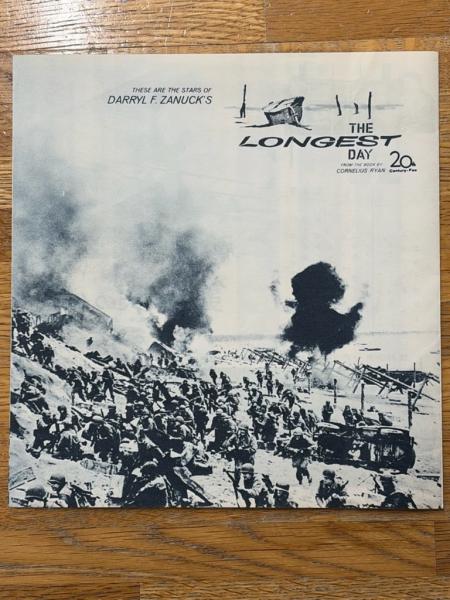 THESE ARE THE STARS OF
DARRYL F. ZANUCK'S
THE
LONGEST
DAY
FROM THE BOOK BY
CORNELIUS RYAN
20th
Century-Fox